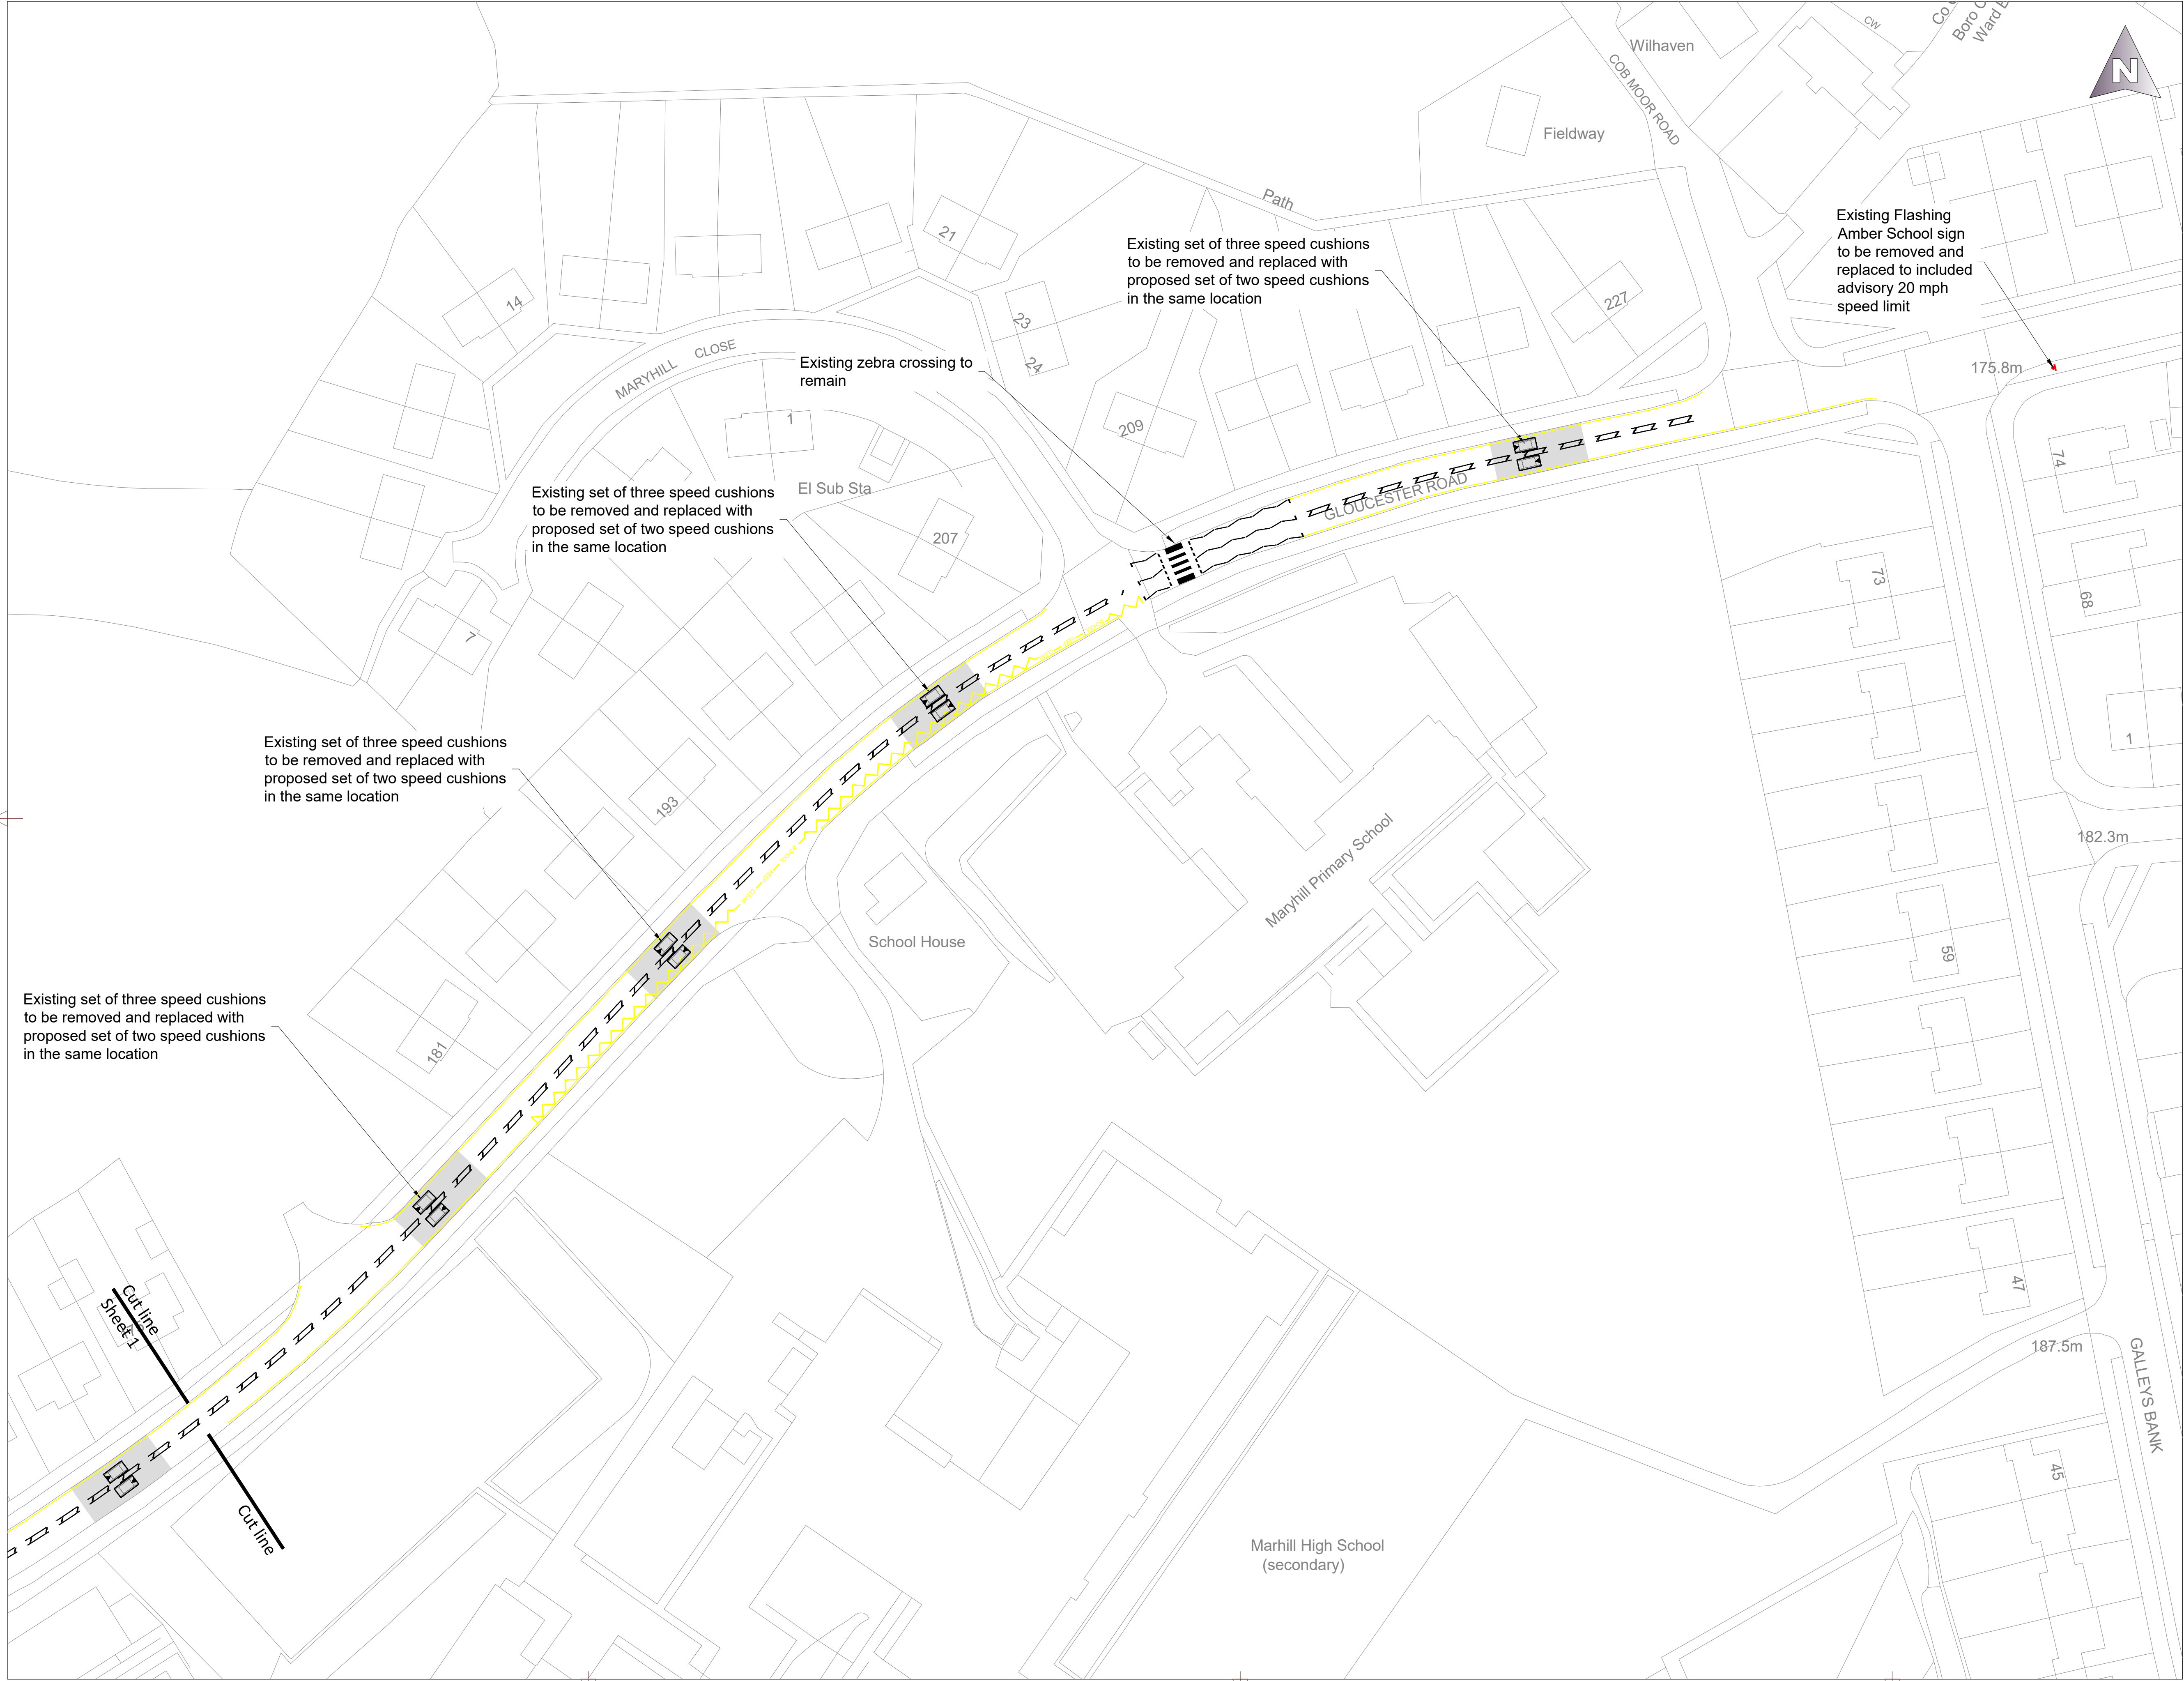 Co
Boro
Ward
CW
N
Wilhaven
COB MOOR ROAD
Fieldway
Path
Existing Flashing
Amber School sign
to be removed and
replaced to included
advisory 20 mph
speed limit
Existing set of three speed cushions
to be removed and replaced with
proposed set of two speed cushions
in the same location
21
14
23
24
227
MARYHILL CLOSE
Existing zebra crossing to
remain
175.8m
1
209
74
El Sub Sta
Existing set of three speed cushions
to be removed and replaced with
proposed set of two speed cushions
in the same location
GLOUCESTER ROAD
207
73
68
7
Existing set of three speed cushions
to be removed and replaced with
proposed set of two speed cushions
in the same location
193
1
182.3m
Maryhill Primary School
School House
59
Existing set of three speed cushions
to be removed and replaced with
proposed set of two speed cushions
in the same location
181
47
Cut line
Sheet 1
187.5m
GALLEYS BANK
45
Cut line
Marhill High School
(secondary)